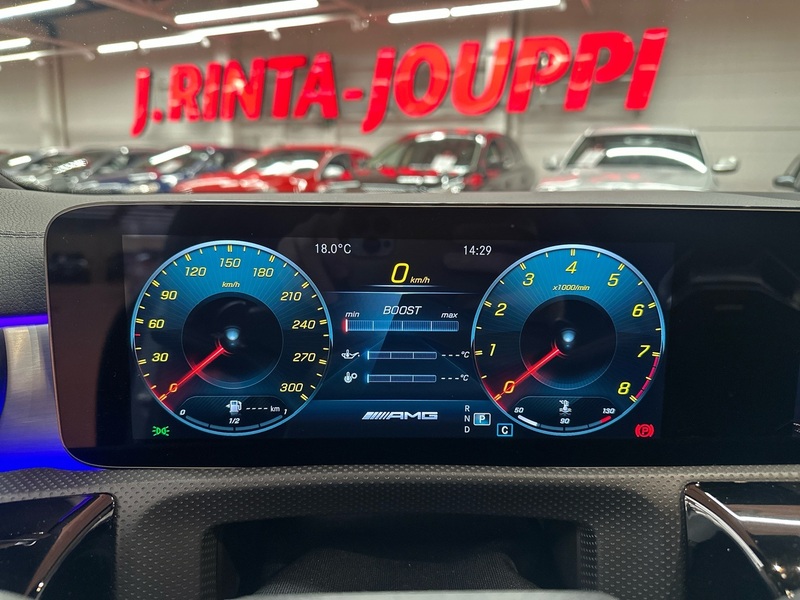 J.RINTA-JOUPPI
18.0°C
14:29
0 km/h
BOOST
min max
---°C
---°C
AMG
R
N P
D
C
0 30 60 90 120 150 180 210 240 270 300
km/h
0 1/2 1
----- km
0 1 2 3 4 5 6 7 8
x1000/min
50 90 130
(P)